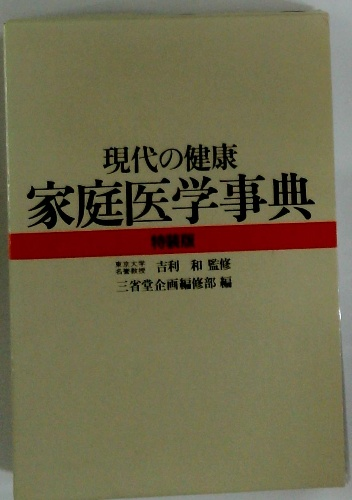 現代の健康
家庭医学事典
特装版
東京大学
名誉教授 吉利 和 監修
三省堂企画編修部 編